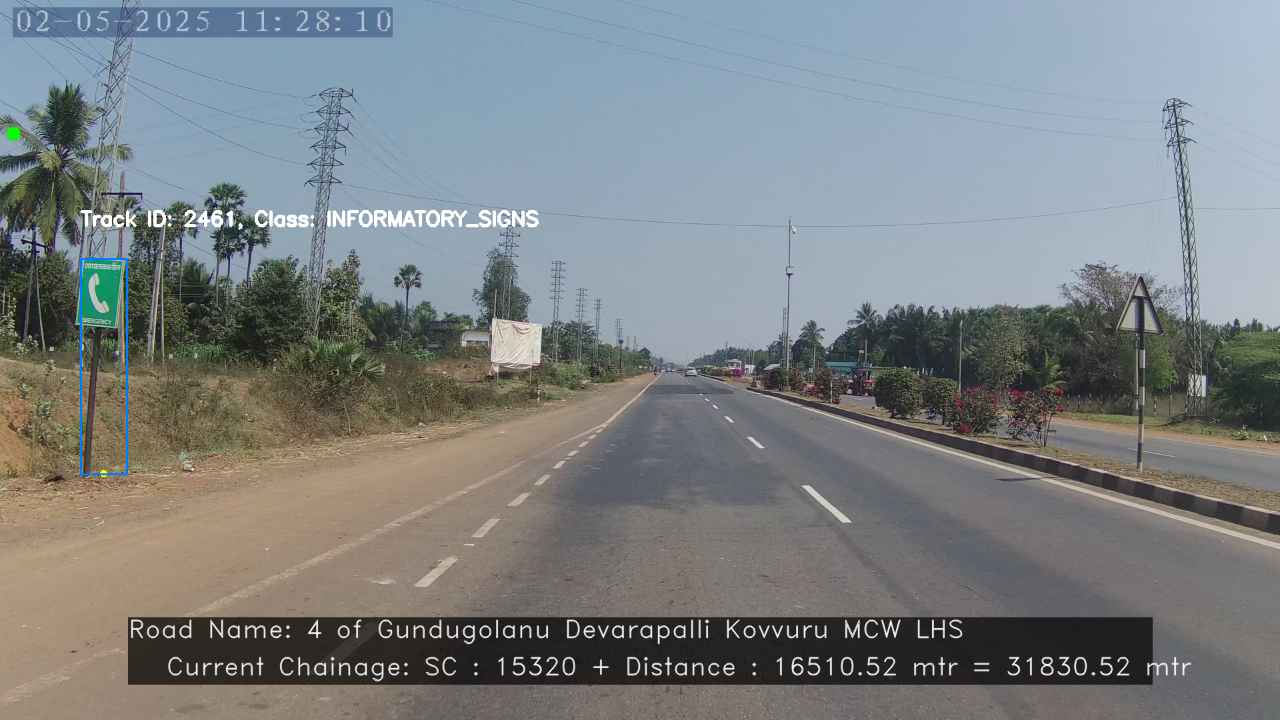 02-05-2025 11:28:10
Track ID: 2461, Class: INFORMATORY_SIGNS
EMERGENCY
Road Name: 4 of Gundugolanu Devarapalli Kovvuru MCW LHS
Current Chainage: SC : 15320 + Distance : 16510.52 mtr = 31830.52 mtr